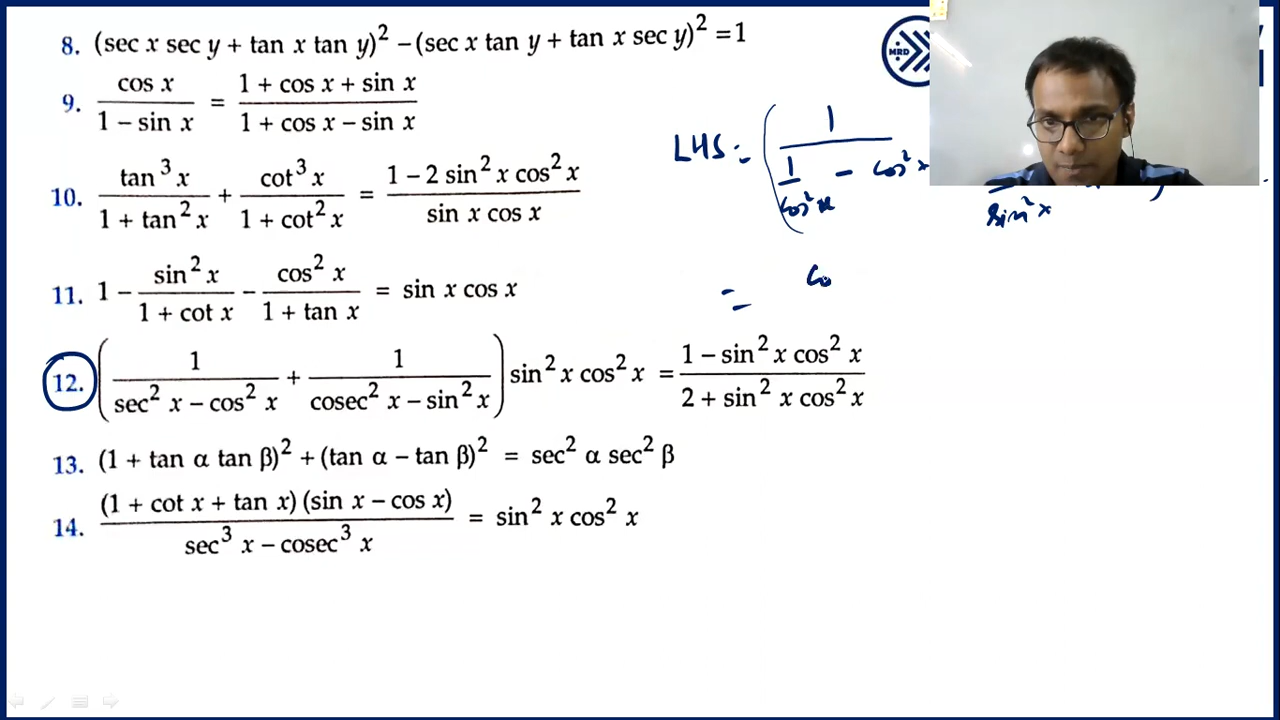 8. (sec x sec y + tan x tan y)² – (sec x tan y + tan x sec y)² = 1
9. cos x / 1 – sin x = 1 + cos x + sin x / 1 + cos x – sin x
10. tan³ x / 1 + tan² x + cot³ x / 1 + cot² x = 1 – 2 sin² x cos² x / sin x cos x
11. 1 – sin² x / 1 + cot x – cos² x / 1 + tan x = sin x cos x
12. (1 / sec² x – cos² x + 1 / cosec² x – sin² x) sin² x cos² x = 1 – sin² x cos² x / 2 + sin² x cos² x
13. (1 + tan α tan β)² + (tan α – tan β)² = sec² α sec² β
14. (1 + cot x + tan x) (sin x – cos x) / sec³ x – cosec³ x = sin² x cos² x
MRD
LHS = ( 1 / 1 / cos² x – cos² x
sin² x
= co